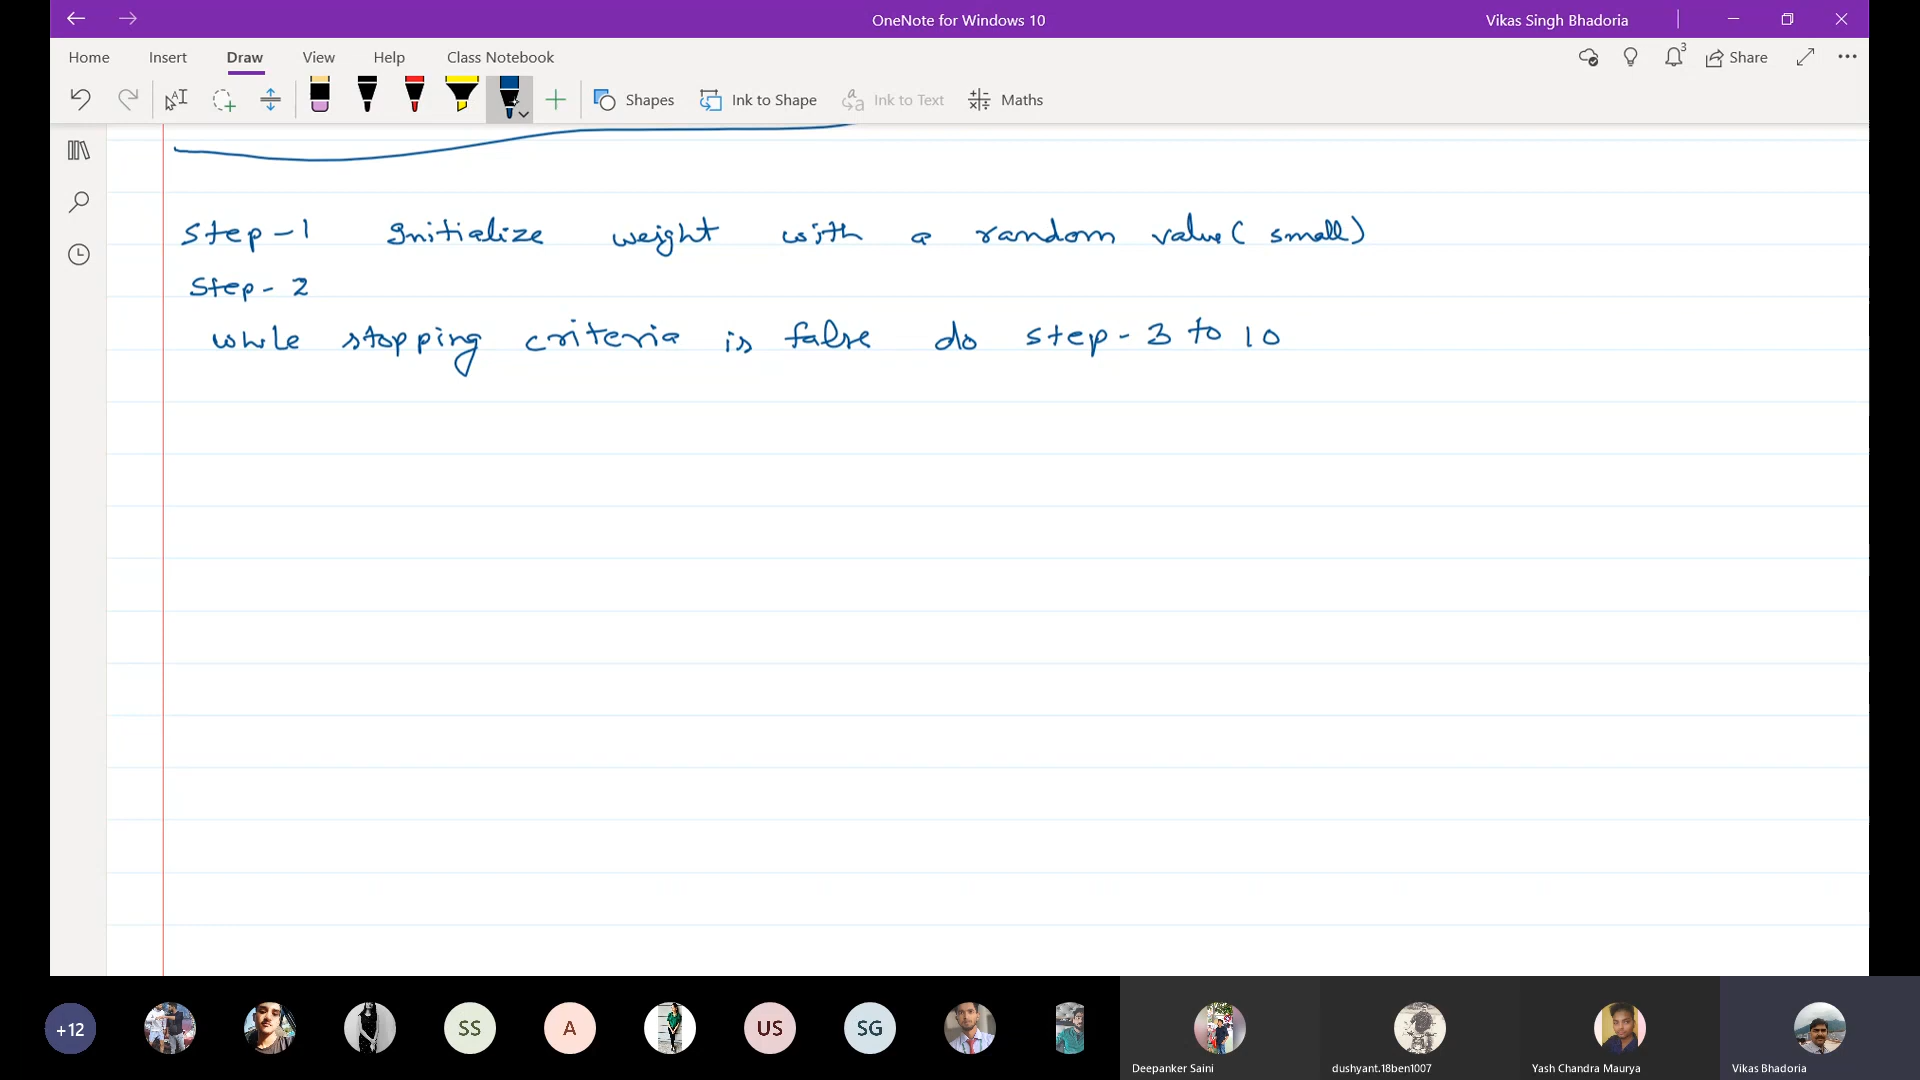 OneNote for Windows 10
Vikas Singh Bhadoria
Home Insert Draw View Help Class Notebook
3
Share
Shapes Ink to Shape Ink to Text Maths
Step-1 Initialize weight with a random value (small)
Step-2
while stopping criteria is false do step-3 to 10
+12
SS A US SG
Deepanker Saini dushyant.18ben1007 Yash Chandra Maurya Vikas Bhadoria